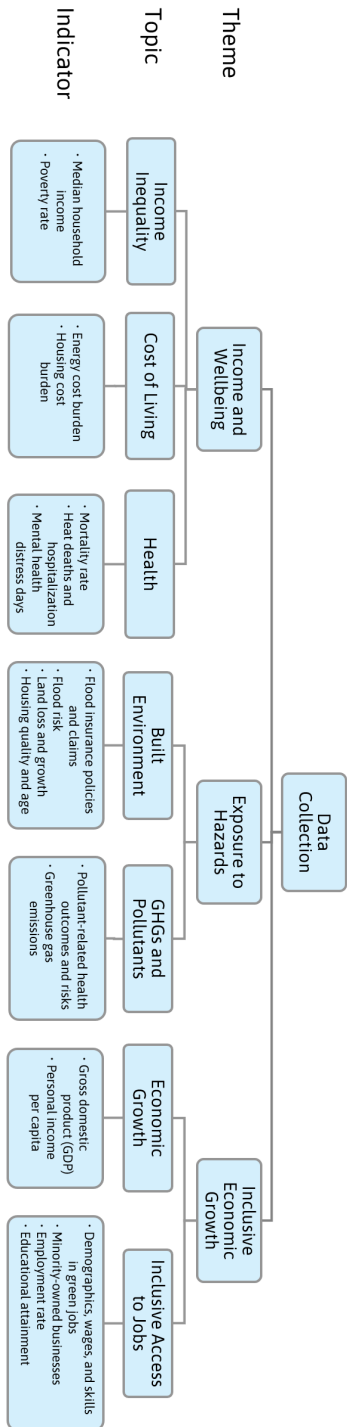 Data
Collection
Theme
Income and
Wellbeing
Exposure to
Hazards
Inclusive
Economic
Growth
Topic
Income
Inequality
Cost of Living
Health
Built
Environment
GHGs and
Pollutants
Economic
Growth
Inclusive Access
to Jobs
Indicator
· Median household
income
· Poverty rate
· Energy cost burden
· Housing cost
burden
· Mortality rate
· Heat deaths and
hospitalization
· Mental health
distress days
· Flood insurance policies
and claims
· Flood risk
· Land loss and growth
· Housing quality and age
· Pollutant-related health
outcomes and risks
· Greenhouse gas
emissions
· Gross domestic
product (GDP)
· Personal income
per capita
· Demographics, wages, and skills
in green jobs
· Minority-owned businesses
· Employment rate
· Educational attainment